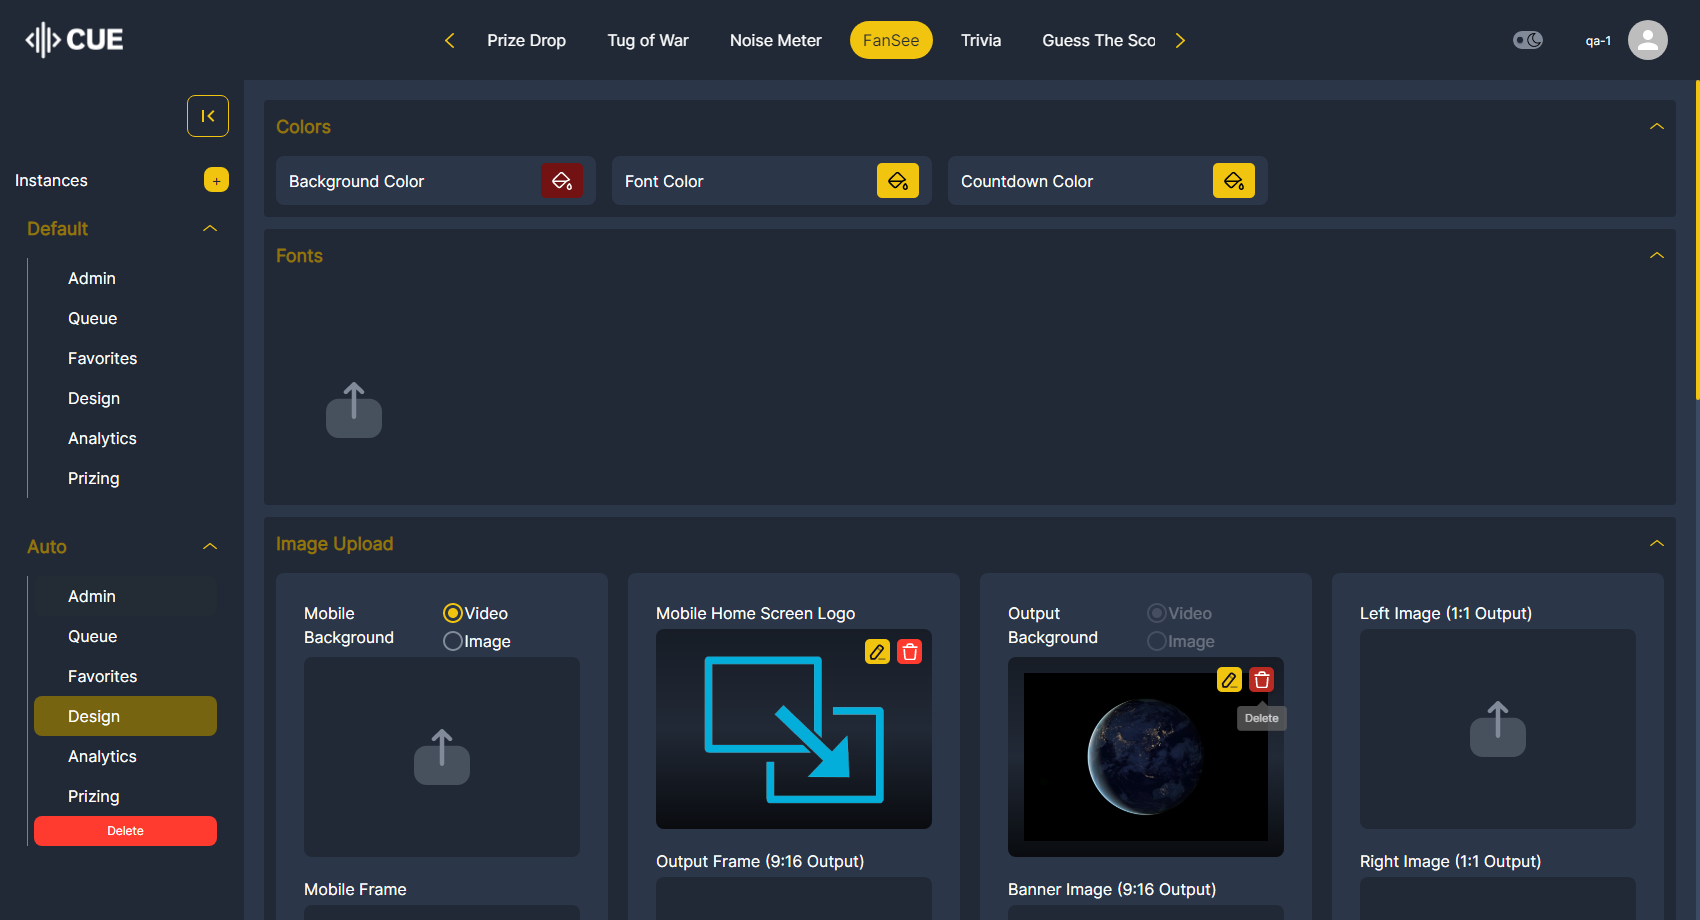 CUE
Prize Drop
Tug of War
Noise Meter
FanSee
Trivia
Guess The Sco
qa-1
Instances
+
Default
Admin
Queue
Favorites
Design
Analytics
Prizing
Auto
Admin
Queue
Favorites
Design
Analytics
Prizing
Delete
Colors
Background Color
Font Color
Countdown Color
Fonts
Image Upload
Mobile
Background
Video
Image
Mobile Frame
Mobile Home Screen Logo
Output Frame (9:16 Output)
Output
Background
Video
Image
Delete
Banner Image (9:16 Output)
Left Image (1:1 Output)
Right Image (1:1 Output)